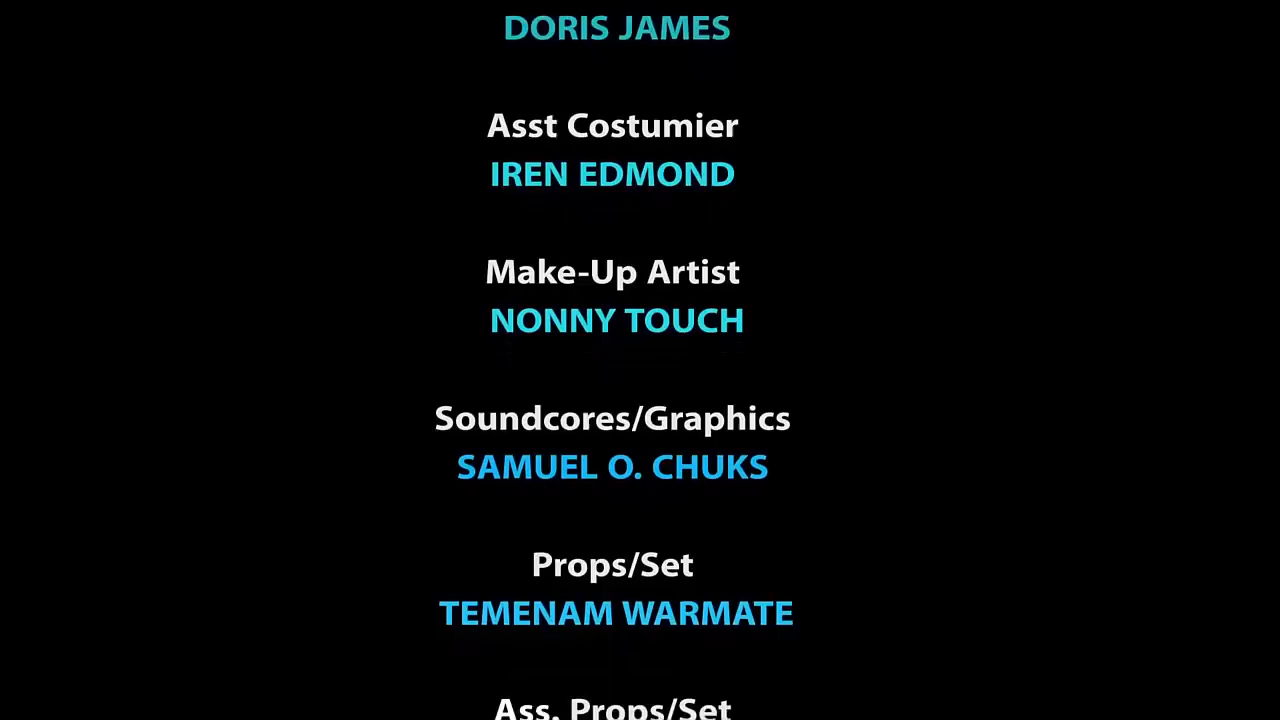 DORIS JAMES
Asst Costumier
IREN EDMOND
Make-Up Artist
NONNY TOUCH
Soundcores/Graphics
SAMUEL O. CHUKS
Props/Set
TEMENAM WARMATE
Ass. Props/Set